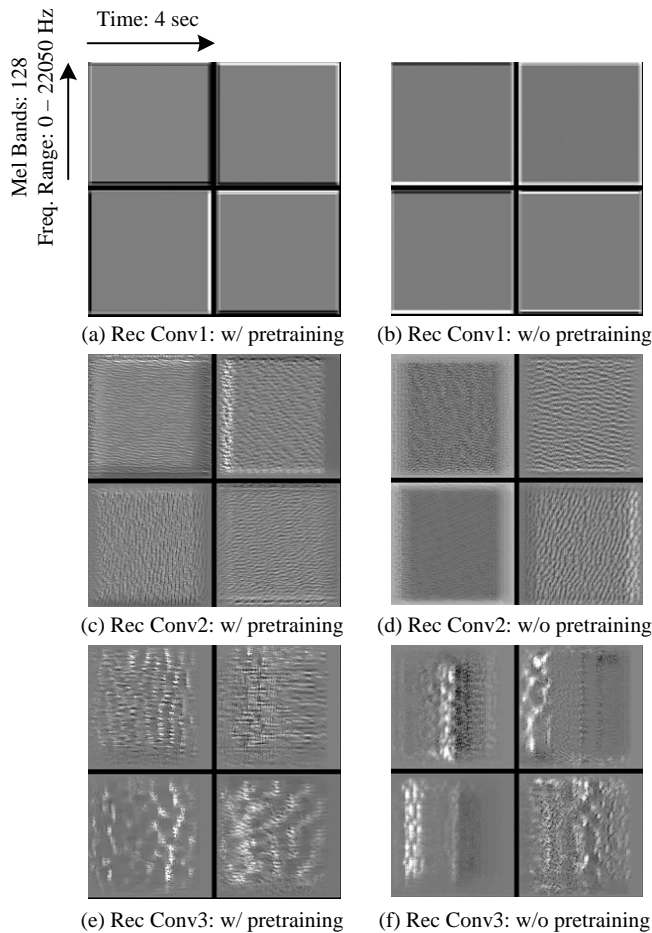 Time: 4 sec
Mel Bands: 128
Freq. Range: 0 – 22050 Hz
(a) Rec Conv1: w/ pretraining
(b) Rec Conv1: w/o pretraining
(c) Rec Conv2: w/ pretraining
(d) Rec Conv2: w/o pretraining
(e) Rec Conv3: w/ pretraining
(f) Rec Conv3: w/o pretraining